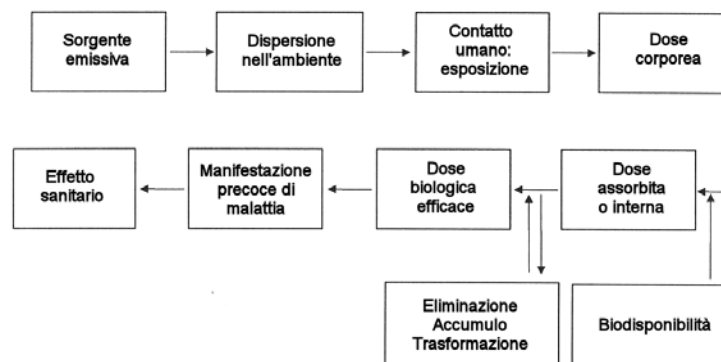 Sorgente
emissiva
Dispersione
nell'ambiente
Contatto
umano:
esposizione
Dose
corporea
Effetto
sanitario
Manifestazione
precoce di
malattia
Dose
biologica
efficace
Dose
assorbita
o interna
Eliminazione
Accumulo
Trasformazione
Biodisponibilità